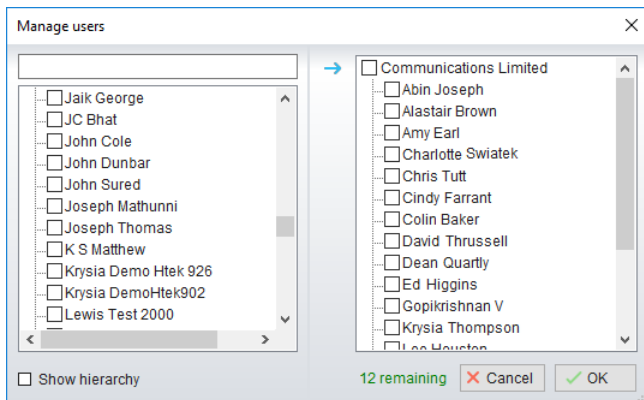 Manage users
Jaik George
JC Bhat
John Cole
John Dunbar
John Sured
Joseph Mathunni
Joseph Thomas
K S Matthew
Krysia Demo Htek 926
Krysia DemoHtek902
Lewis Test 2000
Show hierarchy
Communications Limited
Abin Joseph
Alastair Brown
Amy Earl
Charlotte Swiatek
Chris Tutt
Cindy Farrant
Colin Baker
David Thrussell
Dean Quartly
Ed Higgins
Gopikrishnan V
Krysia Thompson
Lee Houston
12 remaining
Cancel
OK